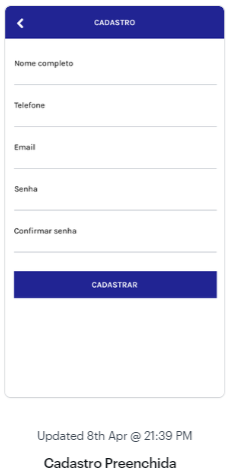 CADASTRO
Nome completo
Telefone
Email
Senha
Confirmar senha
CADASTRAR
Updated 8th Apr @ 21:39 PM
Cadastro Preenchida